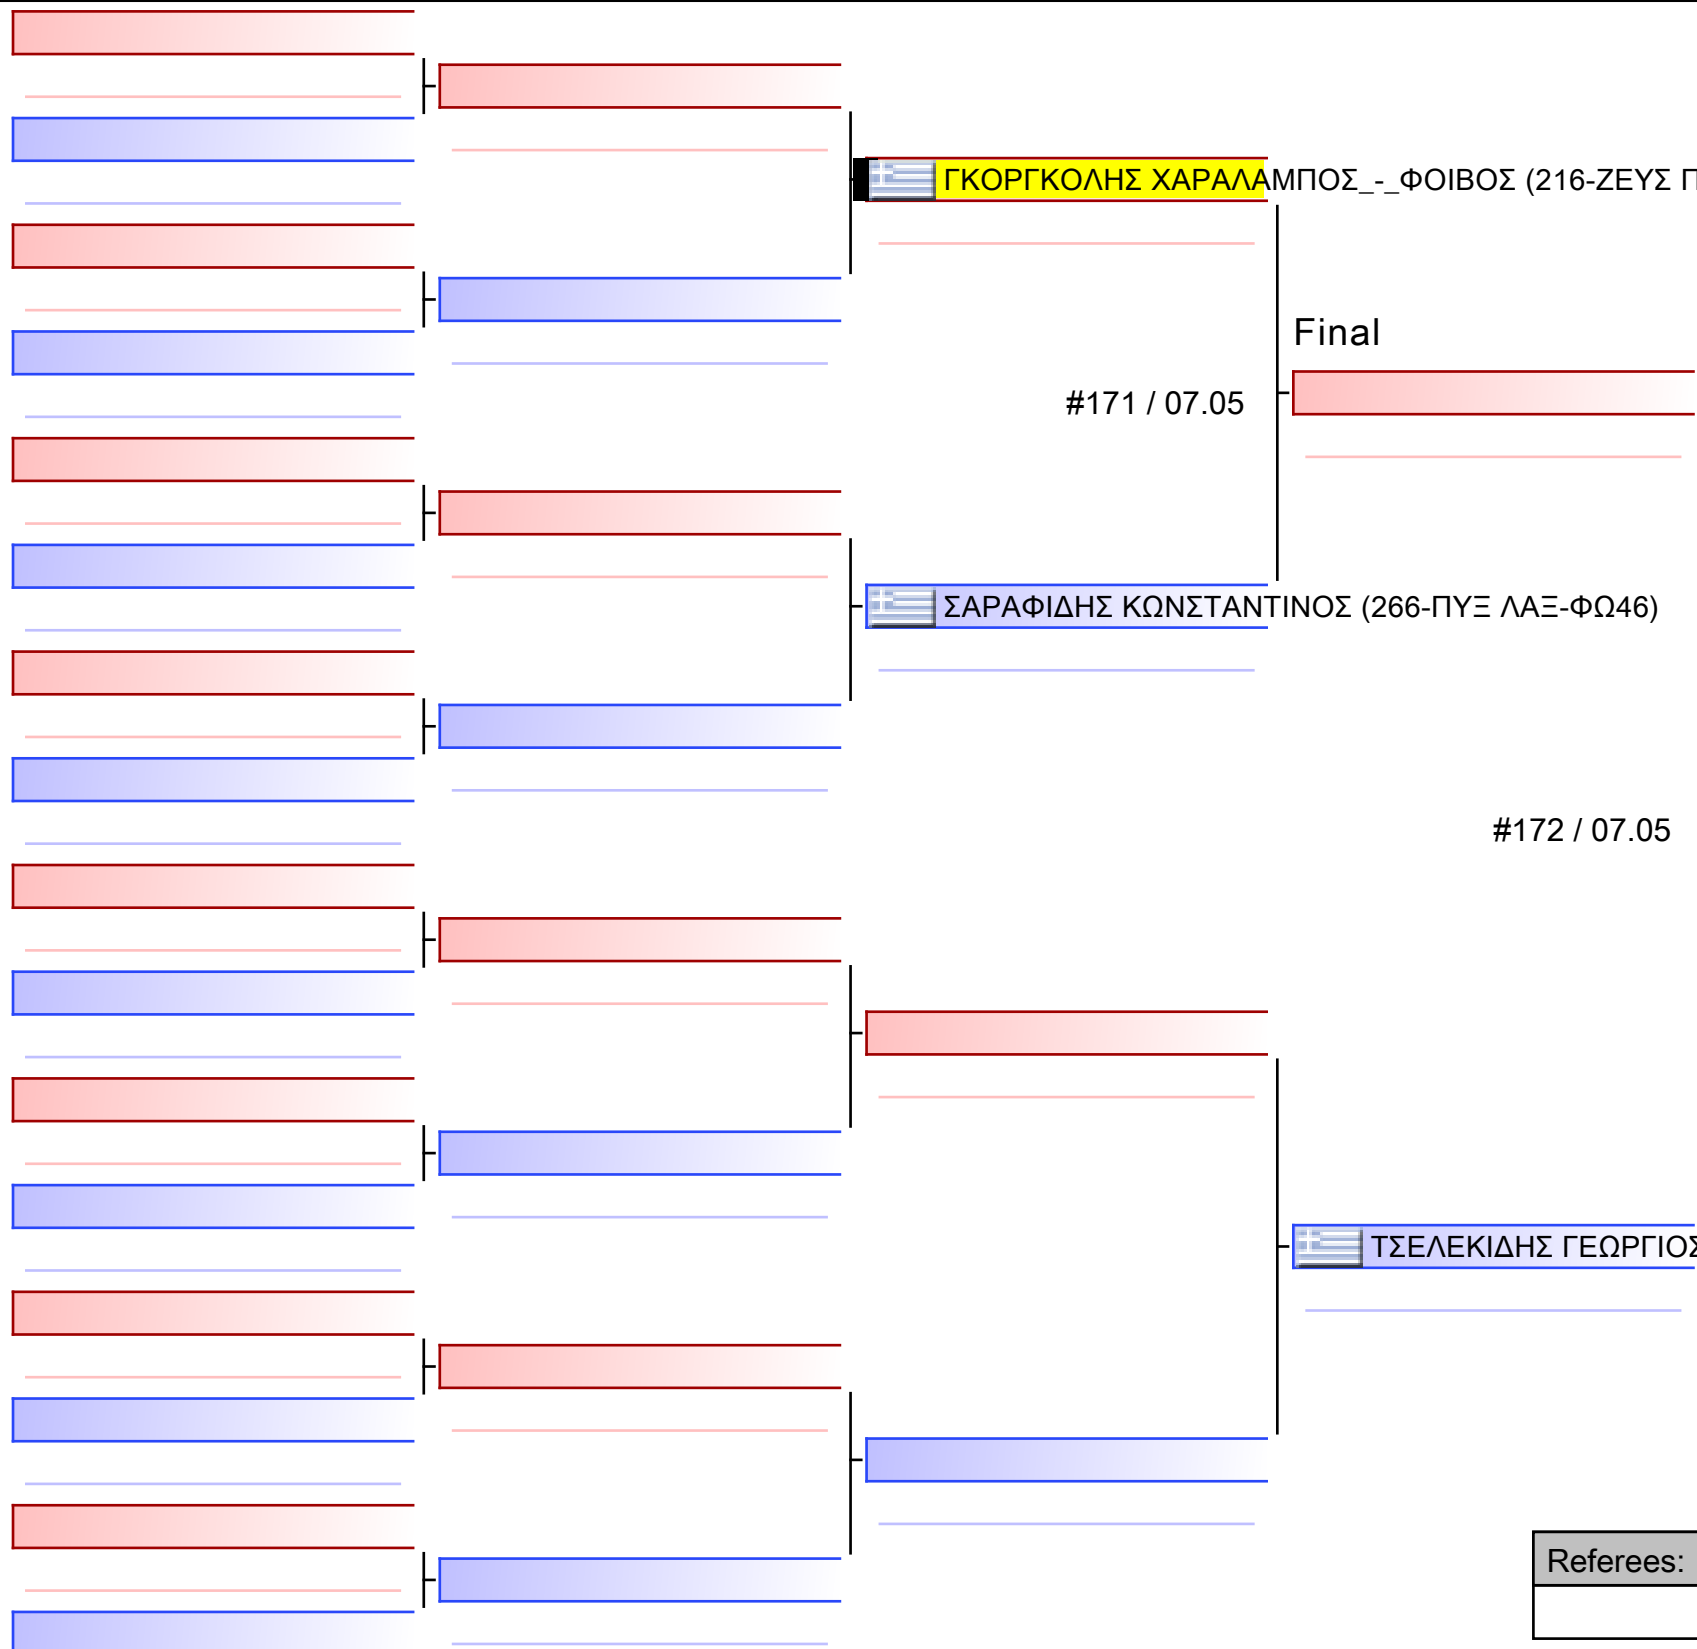 ΓΚΟΡΓΚΟΛΗΣ ΧΑΡΑΛΑΜΠΟΣ_-_ΦΟΙΒΟΣ (216-ΖΕΥΣ Π
Final
#171 / 07.05
ΣΑΡΑΦΙΔΗΣ ΚΩΝΣΤΑΝΤΙΝΟΣ (266-ΠΥΞ ΛΑΞ-ΦΩ46)
#172 / 07.05
ΤΣΕΛΕΚΙΔΗΣ ΓΕΩΡΓΙΟΣ
Referees: